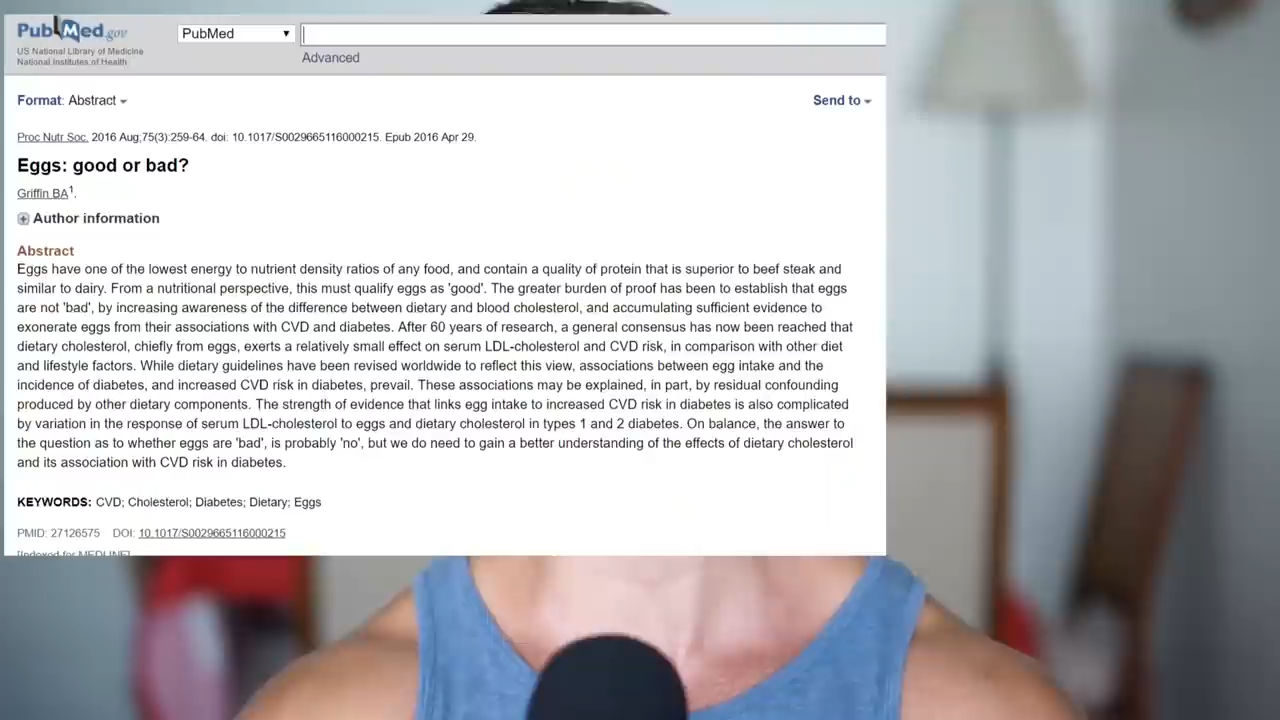 PubMed.gov
US National Library of Medicine
National Institutes of Health
PubMed
Advanced
Format: Abstract
Send to
Proc Nutr Soc. 2016 Aug;75(3):259-64. doi: 10.1017/S0029665116000215. Epub 2016 Apr 29.
Eggs: good or bad?
Griffin BA1.
Author information
Abstract
Eggs have one of the lowest energy to nutrient density ratios of any food, and contain a quality of protein that is superior to beef steak and
similar to dairy. From a nutritional perspective, this must qualify eggs as 'good'. The greater burden of proof has been to establish that eggs
are not 'bad', by increasing awareness of the difference between dietary and blood cholesterol, and accumulating sufficient evidence to
exonerate eggs from their associations with CVD and diabetes. After 60 years of research, a general consensus has now been reached that
dietary cholesterol, chiefly from eggs, exerts a relatively small effect on serum LDL-cholesterol and CVD risk, in comparison with other diet
and lifestyle factors. While dietary guidelines have been revised worldwide to reflect this view, associations between egg intake and the
incidence of diabetes, and increased CVD risk in diabetes, prevail. These associations may be explained, in part, by residual confounding
produced by other dietary components. The strength of evidence that links egg intake to increased CVD risk in diabetes is also complicated
by variation in the response of serum LDL-cholesterol to eggs and dietary cholesterol in types 1 and 2 diabetes. On balance, the answer to
the question as to whether eggs are 'bad', is probably 'no', but we do need to gain a better understanding of the effects of dietary cholesterol
and its association with CVD risk in diabetes.
KEYWORDS: CVD; Cholesterol; Diabetes; Dietary; Eggs
PMID: 27126575 DOI: 10.1017/S0029665116000215
[Indexed for MEDLINE]